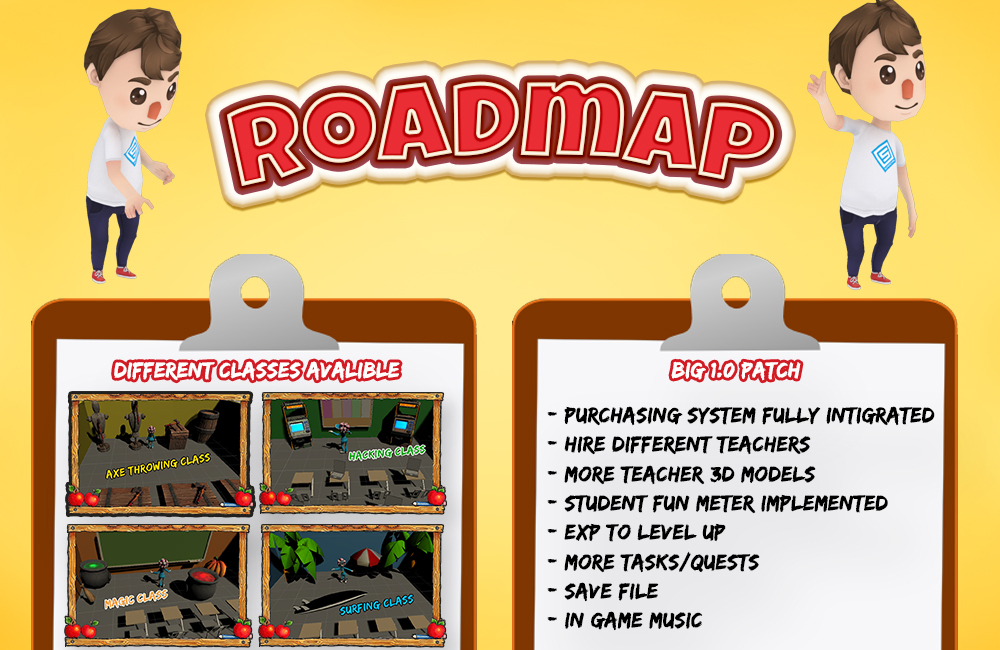 ROADMAP
DIFFERENT CLASSES AVALIBLE
AXE THROWING CLASS
HACKING CLASS
MAGIC CLASS
SURFING CLASS
BIG 1.0 PATCH
- PURCHASING SYSTEM FULLY INTIGRATED
- HIRE DIFFERENT TEACHERS
- MORE TEACHER 3D MODELS
- STUDENT FUN METER IMPLEMENTED
- EXP TO LEVEL UP
- MORE TASKS/QUESTS
- SAVE FILE
- IN GAME MUSIC